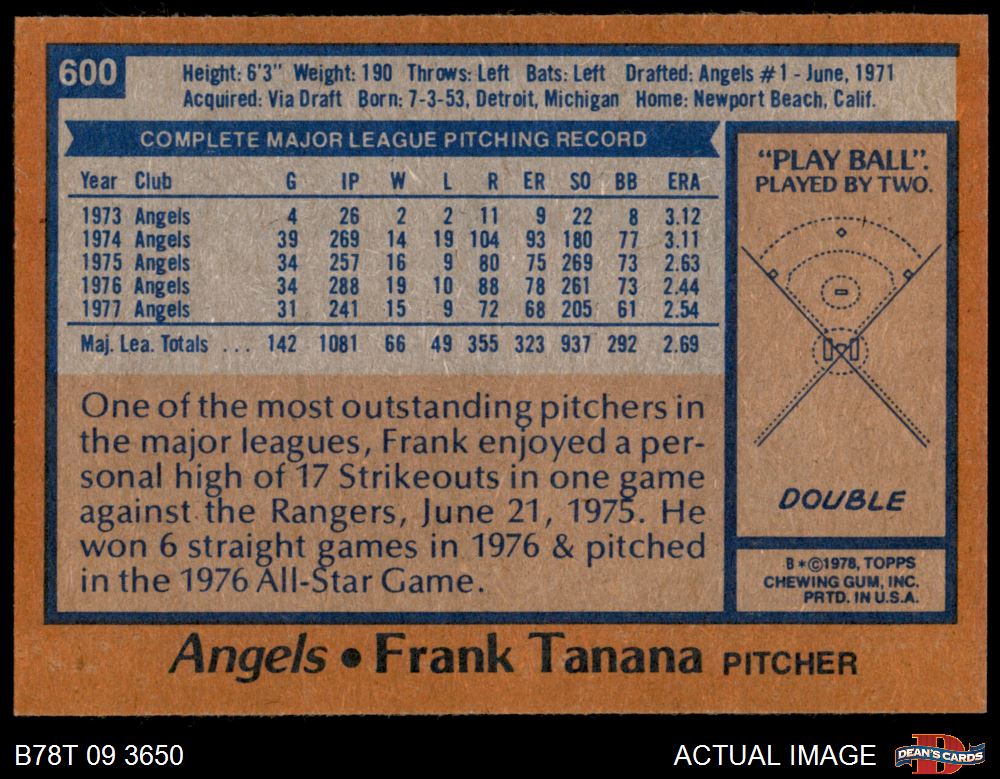 600
Height: 6'3" Weight: 190 Throws: Left Bats: Left Drafted: Angels #1 - June, 1971
Acquired: Via Draft Born: 7-3-53, Detroit, Michigan Home: Newport Beach, Calif.
COMPLETE MAJOR LEAGUE PITCHING RECORD
Year Club G IP W L R ER SO BB ERA
1973 Angels 4 26 2 2 11 9 22 8 3.12
1974 Angels 39 269 14 19 104 93 180 77 3.11
1975 Angels 34 257 16 9 80 75 269 73 2.63
1976 Angels 34 288 19 10 88 78 261 73 2.44
1977 Angels 31 241 15 9 72 68 205 61 2.54
Maj. Lea. Totals ... 142 1081 66 49 355 323 937 292 2.69
One of the most outstanding pitchers in
the major leagues, Frank enjoyed a per-
sonal high of 17 Strikeouts in one game
against the Rangers, June 21, 1975. He
won 6 straight games in 1976 & pitched
in the 1976 All-Star Game.
"PLAY BALL".
PLAYED BY TWO.
DOUBLE
B*©1978, TOPPS
CHEWING GUM, INC.
PRTD. IN U.S.A.
Angels • Frank Tanana PITCHER
B78T 09 3650
ACTUAL IMAGE
DEAN'S CARDS